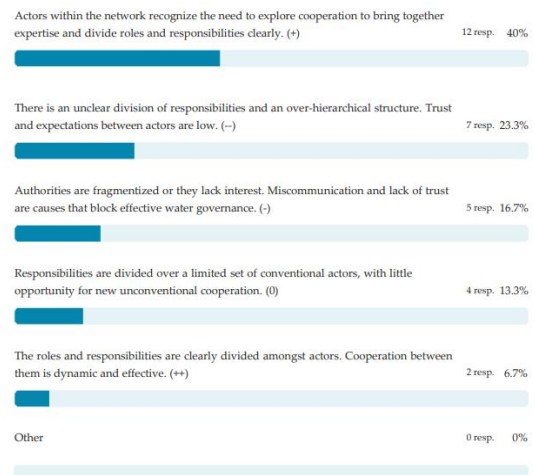 Actors within the network recognize the need to explore cooperation to bring together
expertise and divide roles and responsibilities clearly. (+) 12 resp. 40%
There is an unclear division of responsibilities and an over-hierarchical structure. Trust
and expectations between actors are low. (--) 7 resp. 23.3%
Authorities are fragmentized or they lack interest. Miscommunication and lack of trust
are causes that block effective water governance. (-) 5 resp. 16.7%
Responsibilities are divided over a limited set of conventional actors, with little
opportunity for new unconventional cooperation. (0) 4 resp. 13.3%
The roles and responsibilities are clearly divided amongst actors. Cooperation between
them is dynamic and effective. (++) 2 resp. 6.7%
Other 0 resp. 0%